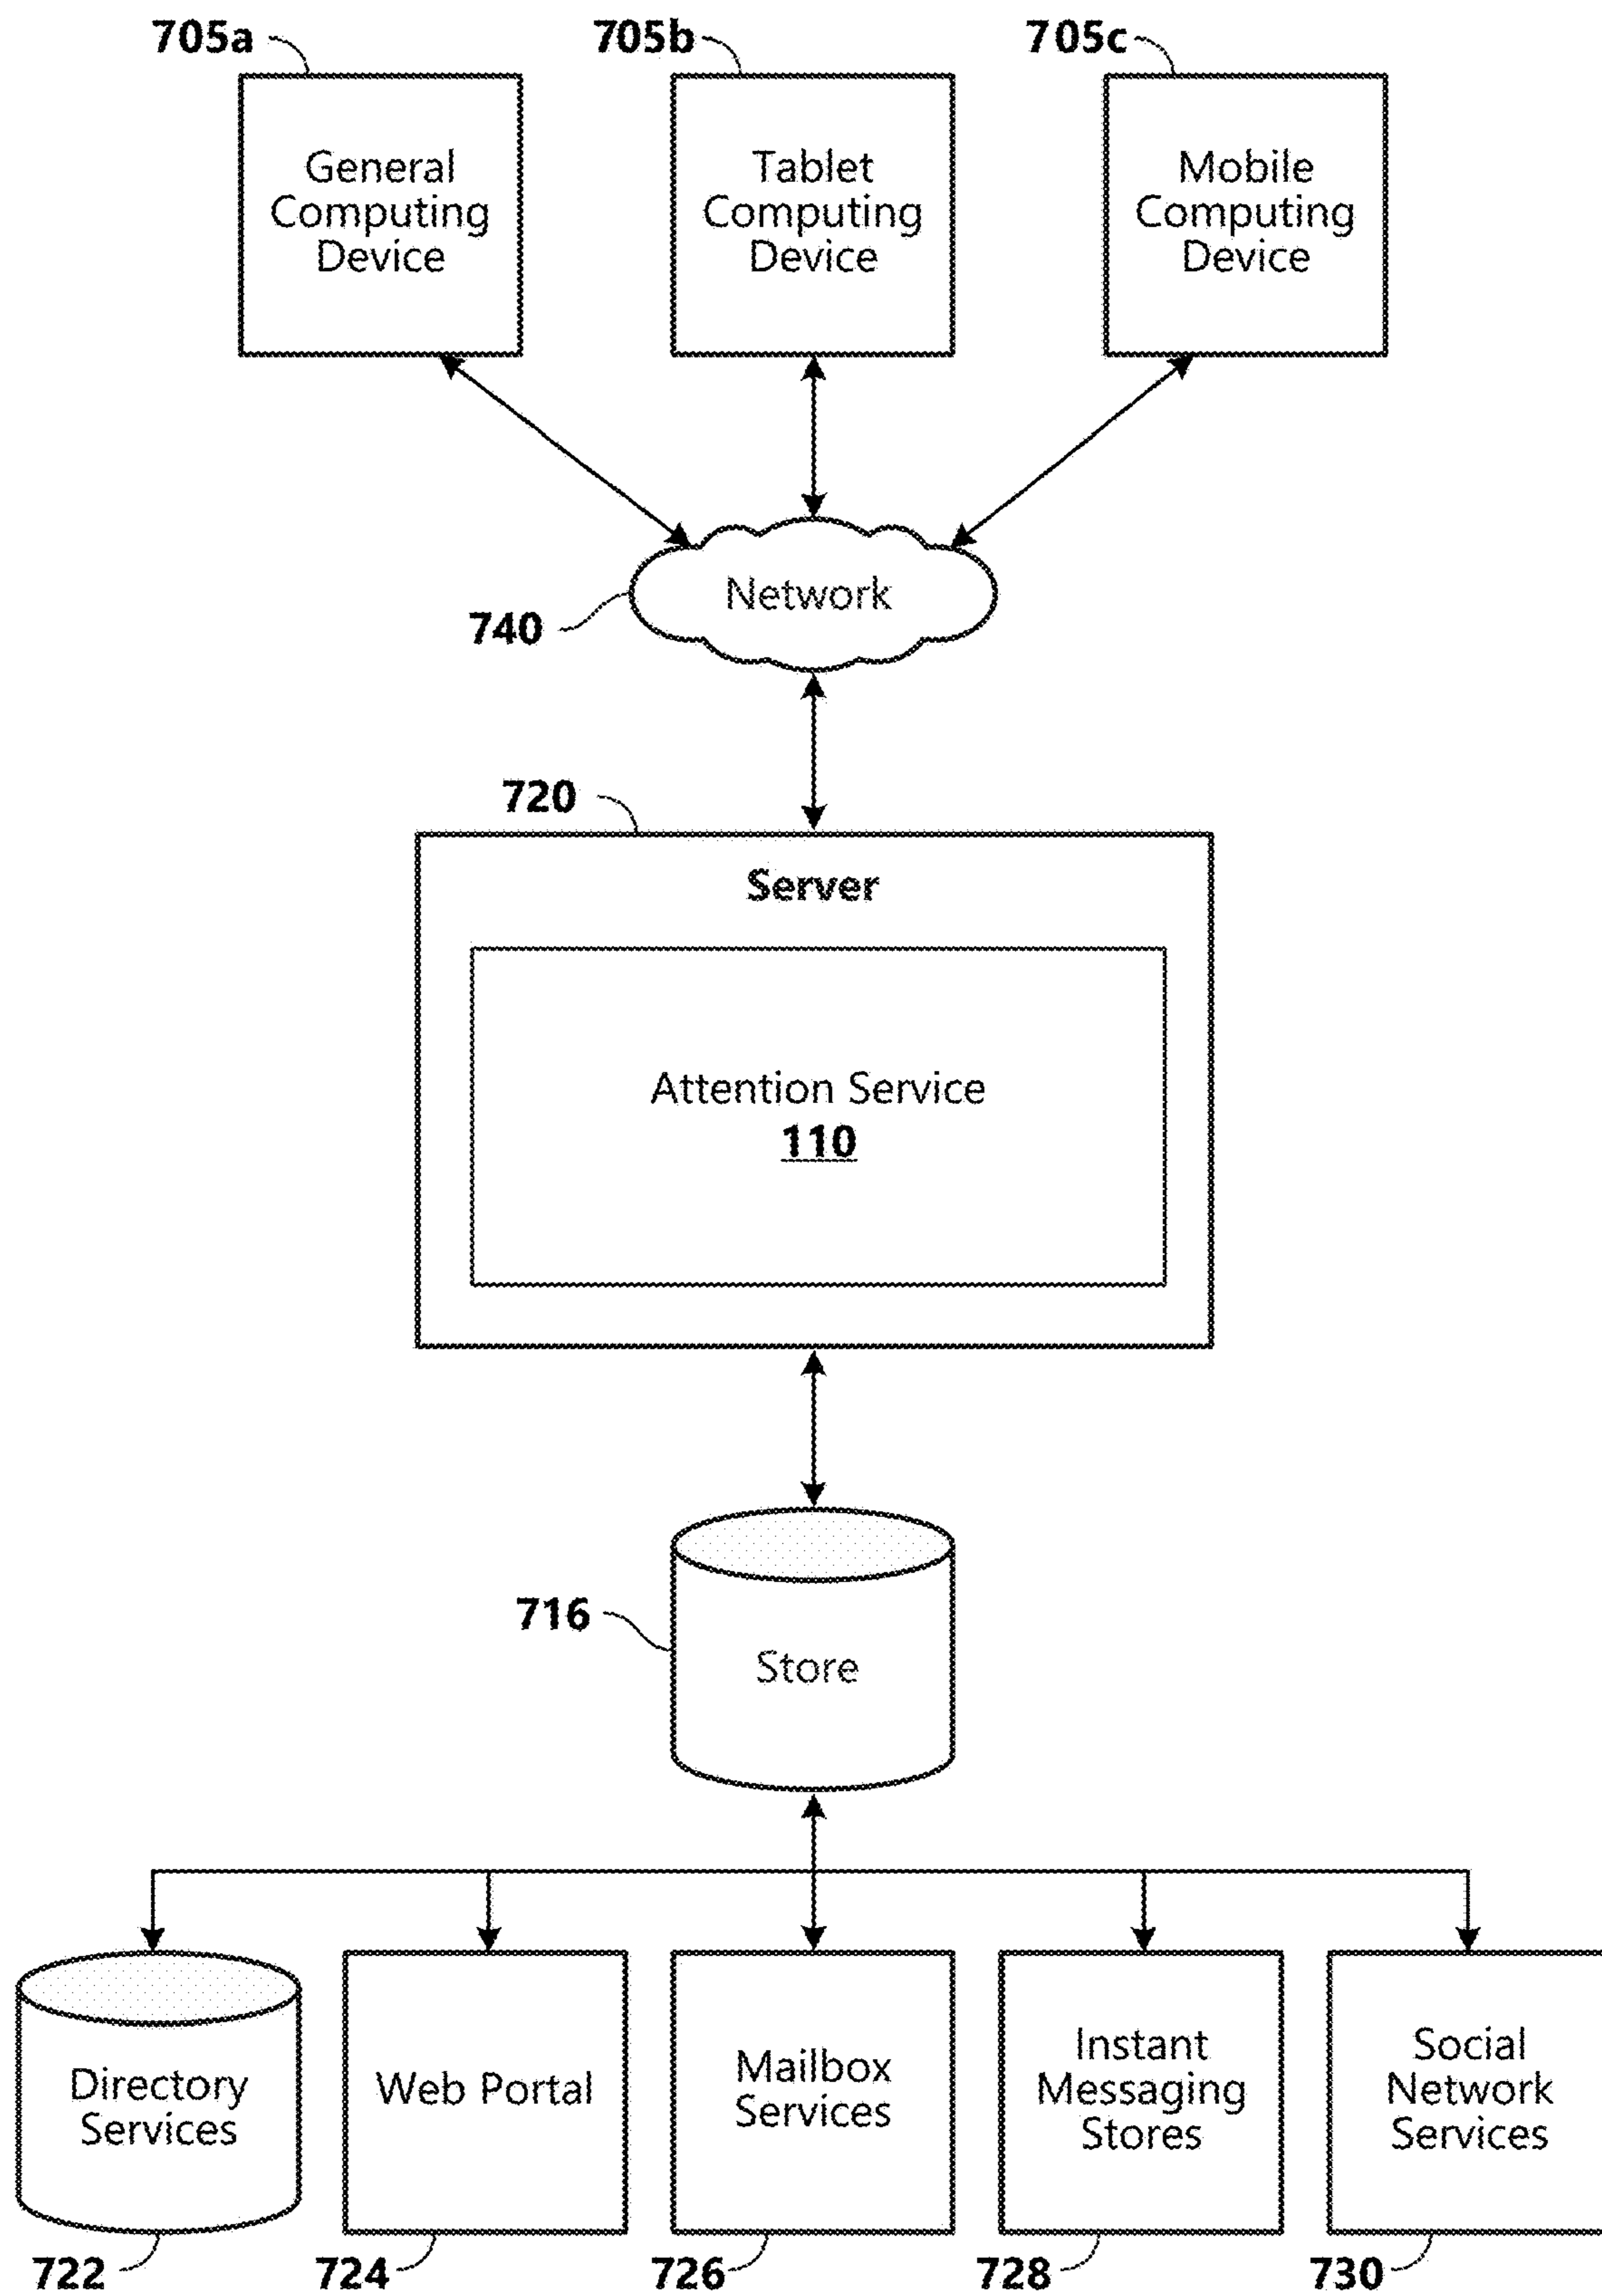 705a
705b
705c
General
Computing
Device
Tablet
Computing
Device
Mobile
Computing
Device
Network
740
720
Server
Attention Service
110
716
Store
Directory
Services
Web Portal
Mailbox
Services
Instant
Messaging
Stores
Social
Network
Services
722
724
726
728
730